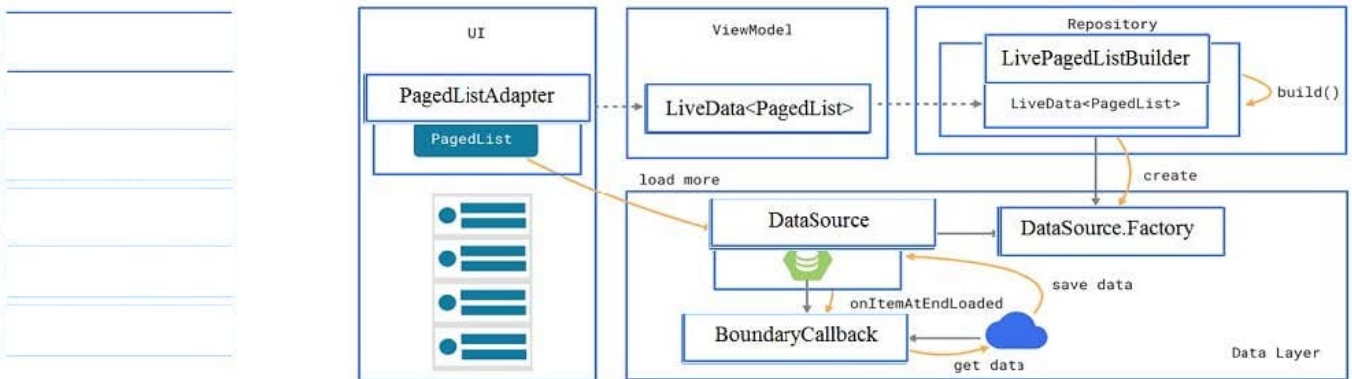 UI
PagedListAdapter
PagedList
ViewModel
LiveData<PagedList>
Repository
LivePagedListBuilder
LiveData<PagedList>
build()
create
load more
DataSource
DataSource.Factory
save data
onItemAtEndLoaded
BoundaryCallback
get data
Data Layer